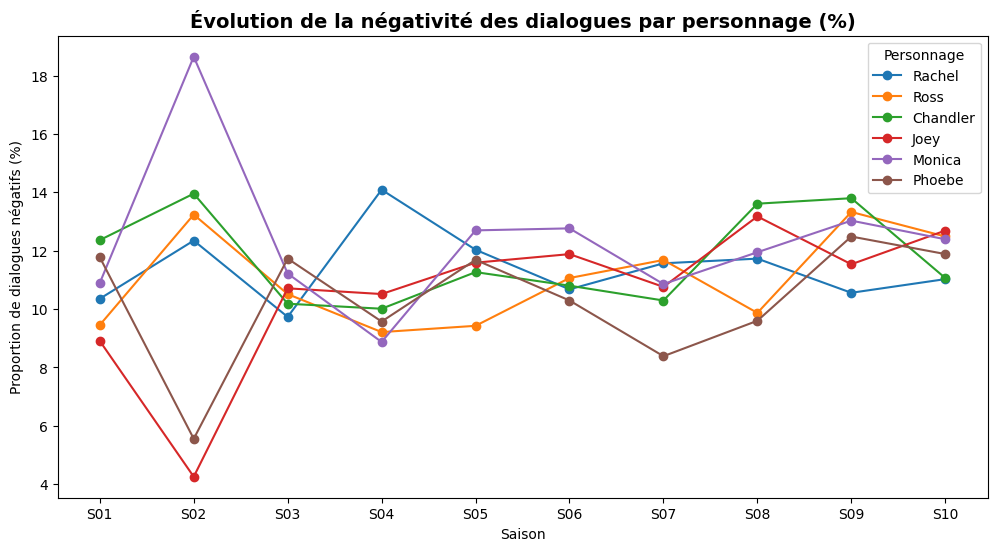 Évolution de la négativité des dialogues par personnage (%)
Proportion de dialogues négatifs (%)
18
16
14
12
10
8
6
4
S01 S02 S03 S04 S05 S06 S07 S08 S09 S10
Saison
Personnage
Rachel
Ross
Chandler
Joey
Monica
Phoebe